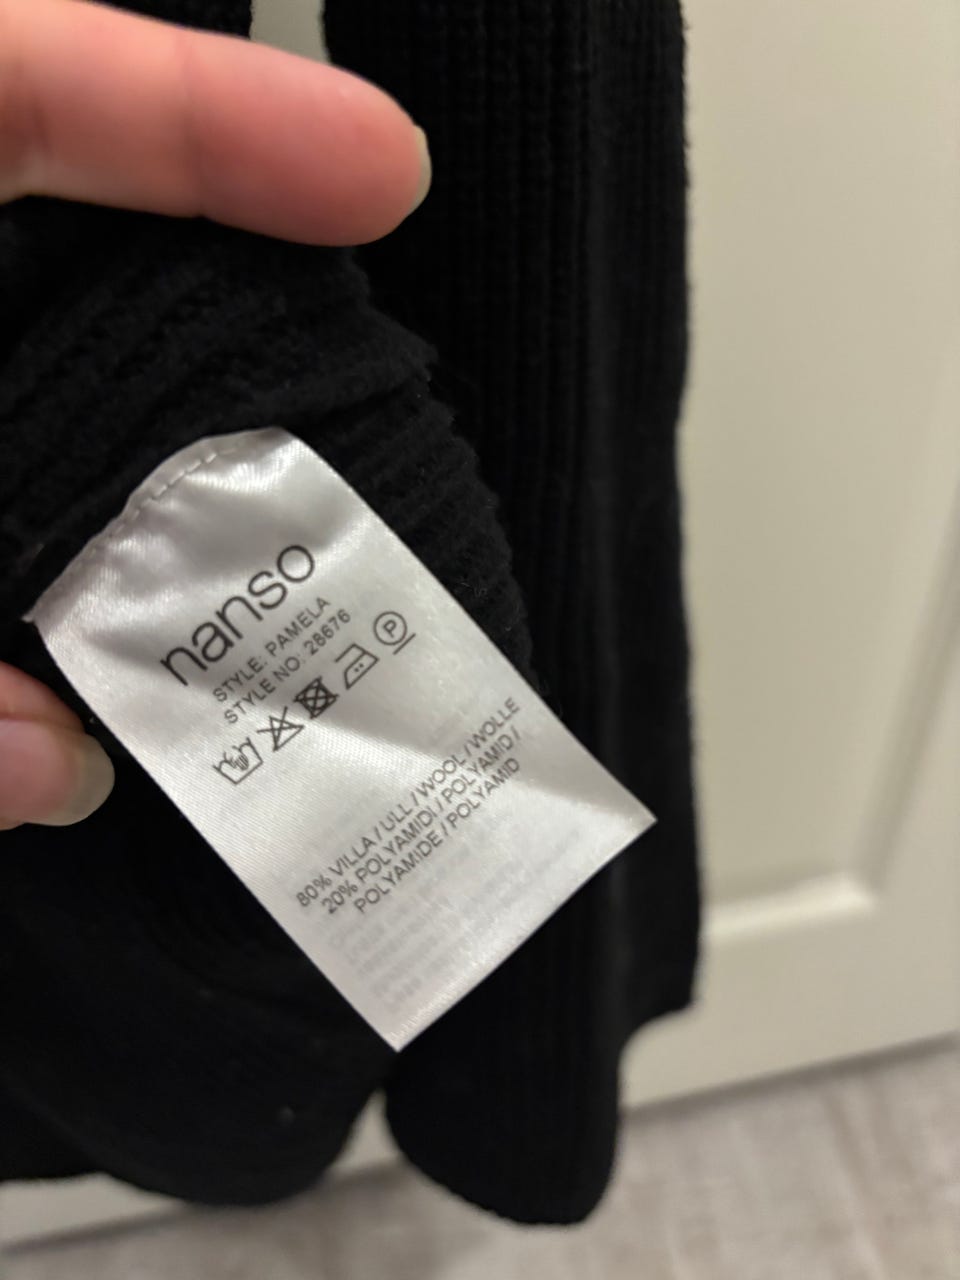 nanso
STYLE: PAMELA
STYLE NO: 28676
P
80% VILLA / ULL / WOOL / WOLLE
20% POLYAMIDI / POLYAMID /
POLYAMIDE / POLYAMID